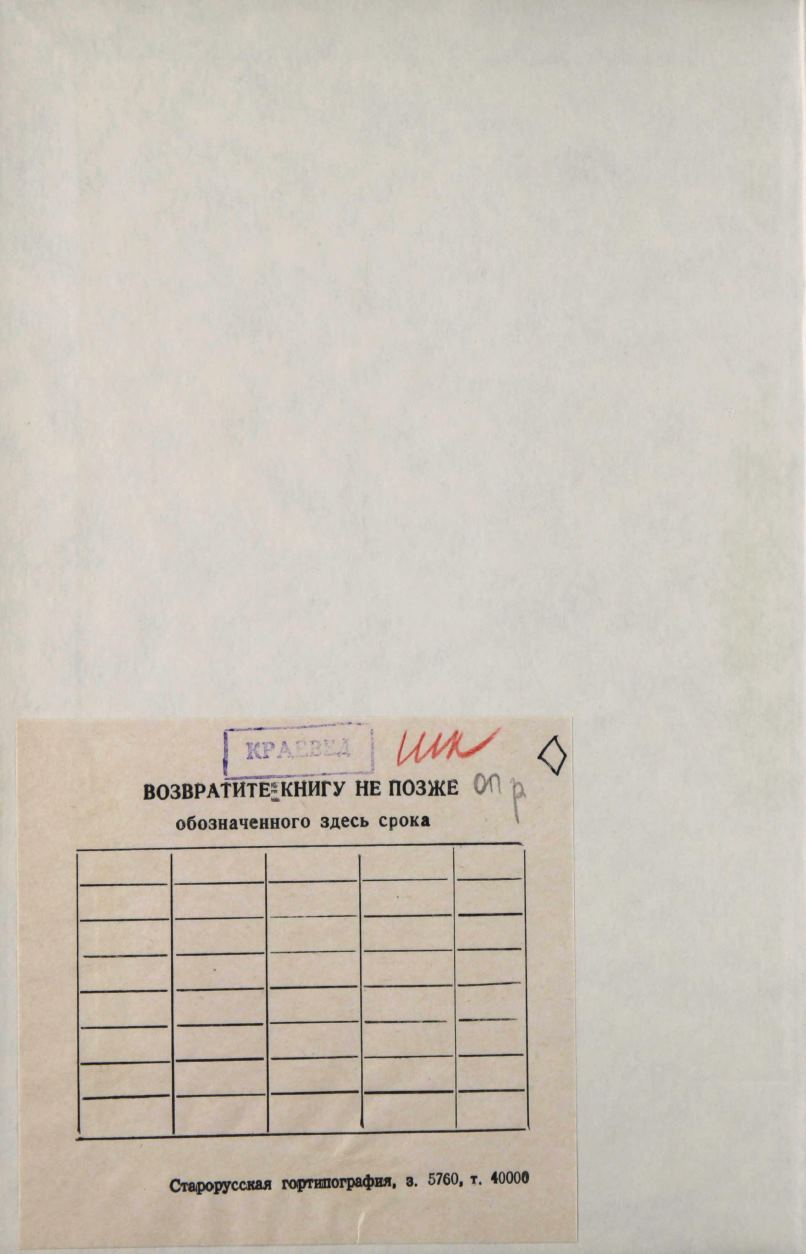 КРАЕВЕД
ВОЗВРАТИТЕ КНИГУ НЕ ПОЗЖЕ
обозначенного здесь срока
Старорусская гортипография, з. 5760, т. 40000